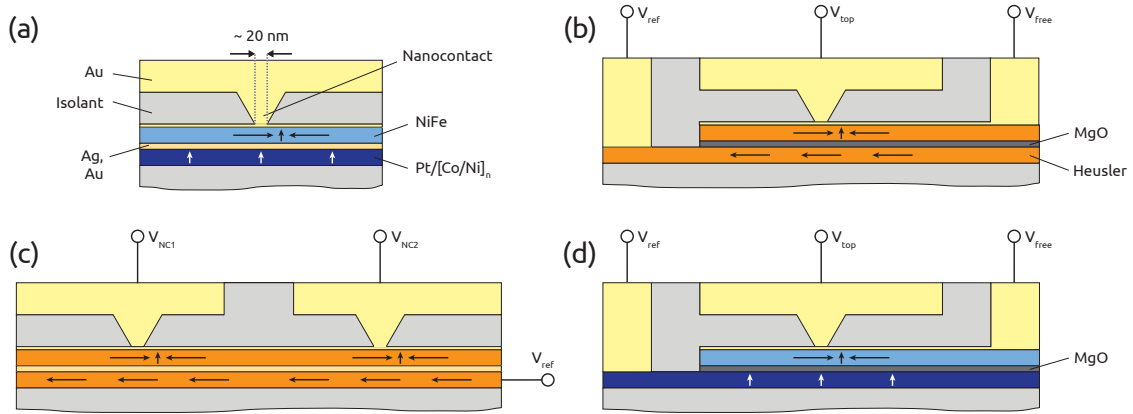 (a)
~ 20 nm
Nanocontact
Au
Isolant
NiFe
Ag,
Au
Pt/[Co/Ni]n
(b)
Vref
Vtop
Vfree
MgO
Heusler
(c)
VNC1
VNC2
Vref
(d)
Vref
Vtop
Vfree
MgO